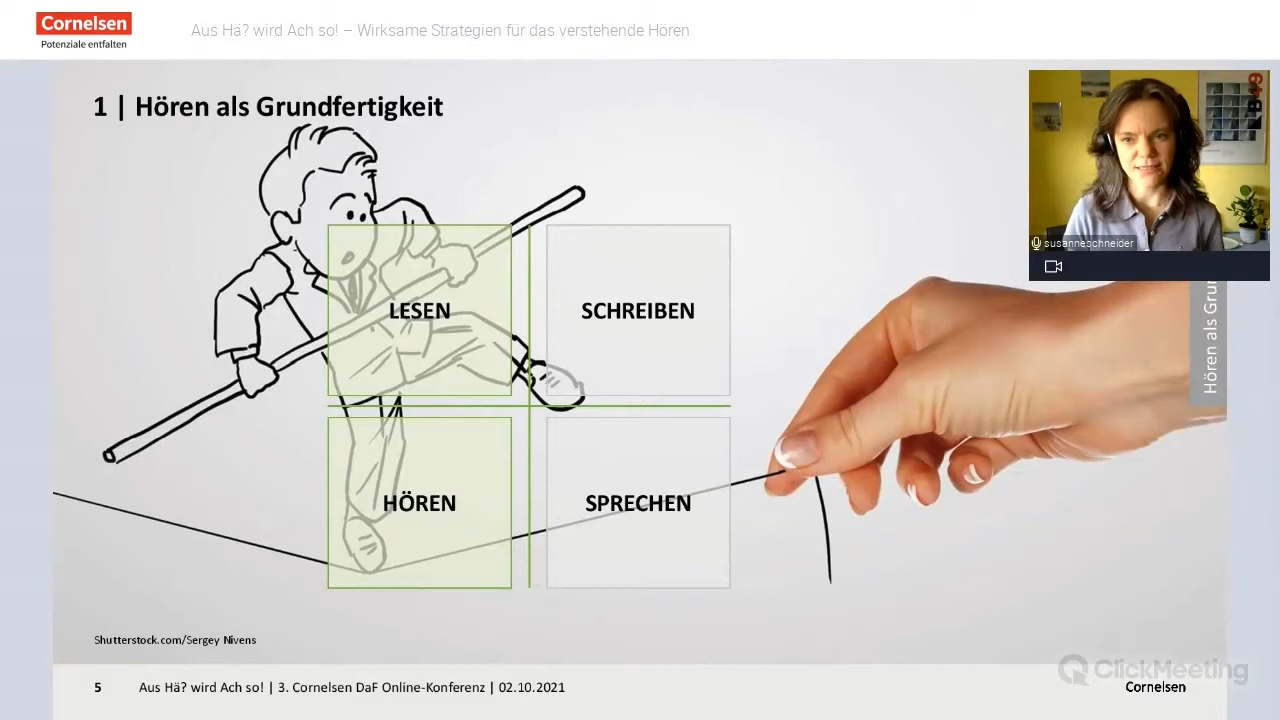 Cornelsen
Potenziale entfalten
Aus Hä? wird Ach so! – Wirksame Strategien für das verstehende Hören
1 | Hören als Grundfertigkeit
susanneschneider
LESEN
SCHREIBEN
HÖREN
SPRECHEN
Hören als Grun
Shutterstock.com/Sergey Nivens
ClickMeeting
5 Aus Hä? wird Ach so! | 3. Cornelsen DaF Online-Konferenz | 02.10.2021
Cornelsen